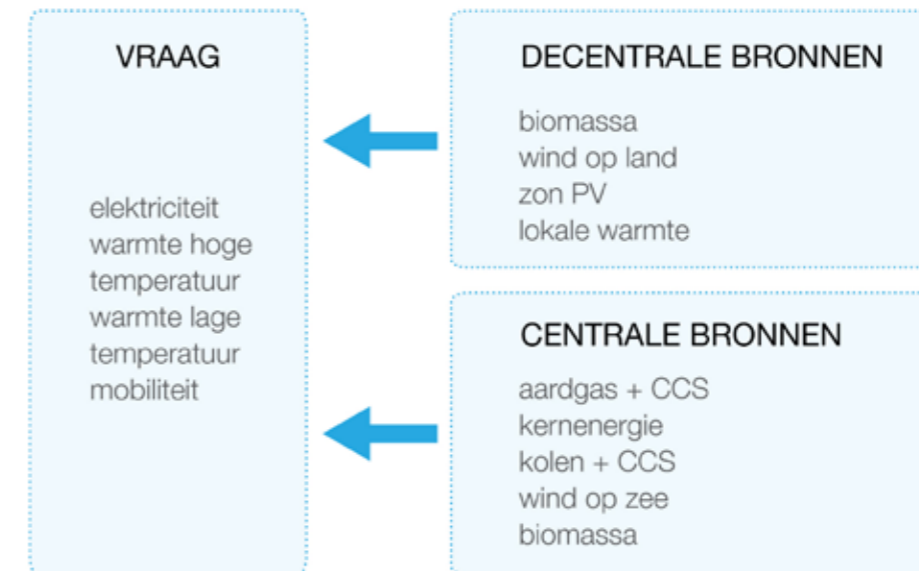 VRAAG
elektriciteit
warmte hoge
temperatuur
warmte lage
temperatuur
mobiliteit
DECENTRALE BRONNEN
biomassa
wind op land
zon PV
lokale warmte
CENTRALE BRONNEN
aardgas + CCS
kernenergie
kolen + CCS
wind op zee
biomassa